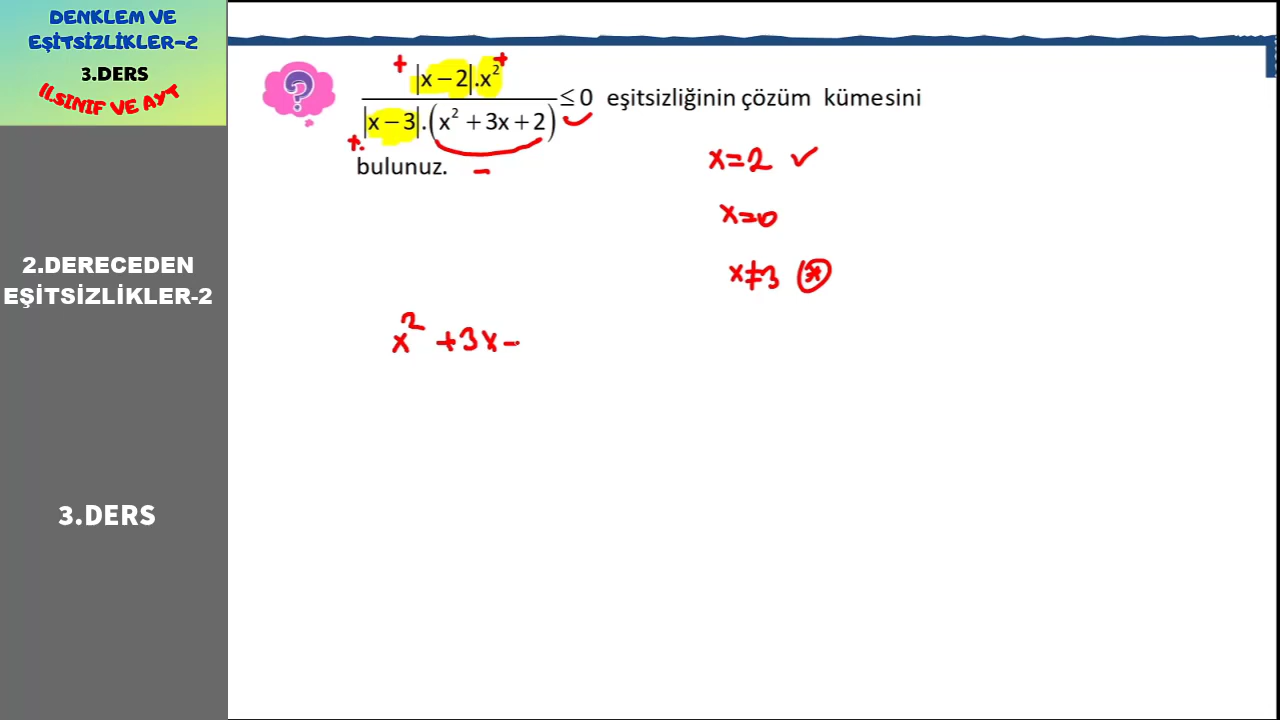 DENKLEM VE
EŞİTSİZLİKLER-2
3.DERS
11.SINIF VE AYT
2.DERECEDEN
EŞİTSİZLİKLER-2
3.DERS
+ +
|x − 2|.x²
|x − 3|.(x² + 3x + 2) ≤ 0 eşitsizliğinin çözüm kümesini
+.
bulunuz. −
x=2 ✓
x=0
x≠3 *
x² +3x −